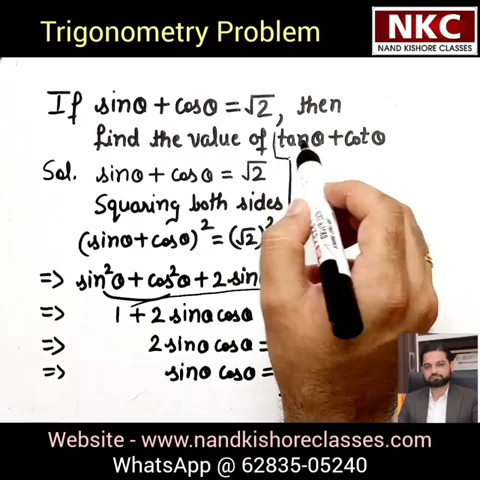 Trigonometry Problem
NKC
NAND KISHORE CLASSES
If sinθ + cosθ = √2, then
find the value of tanθ + cotθ
Sol. sinθ + cosθ = √2
Squaring both sides
(sinθ + cosθ)² = (√2)²
=> sin²θ + cos²θ + 2 sin
=> 1 + 2 sinθ cosθ
=> 2 sinθ cosθ =
=> sinθ cosθ =
Website - www.nandkishoreclasses.com
WhatsApp @ 62835-05240